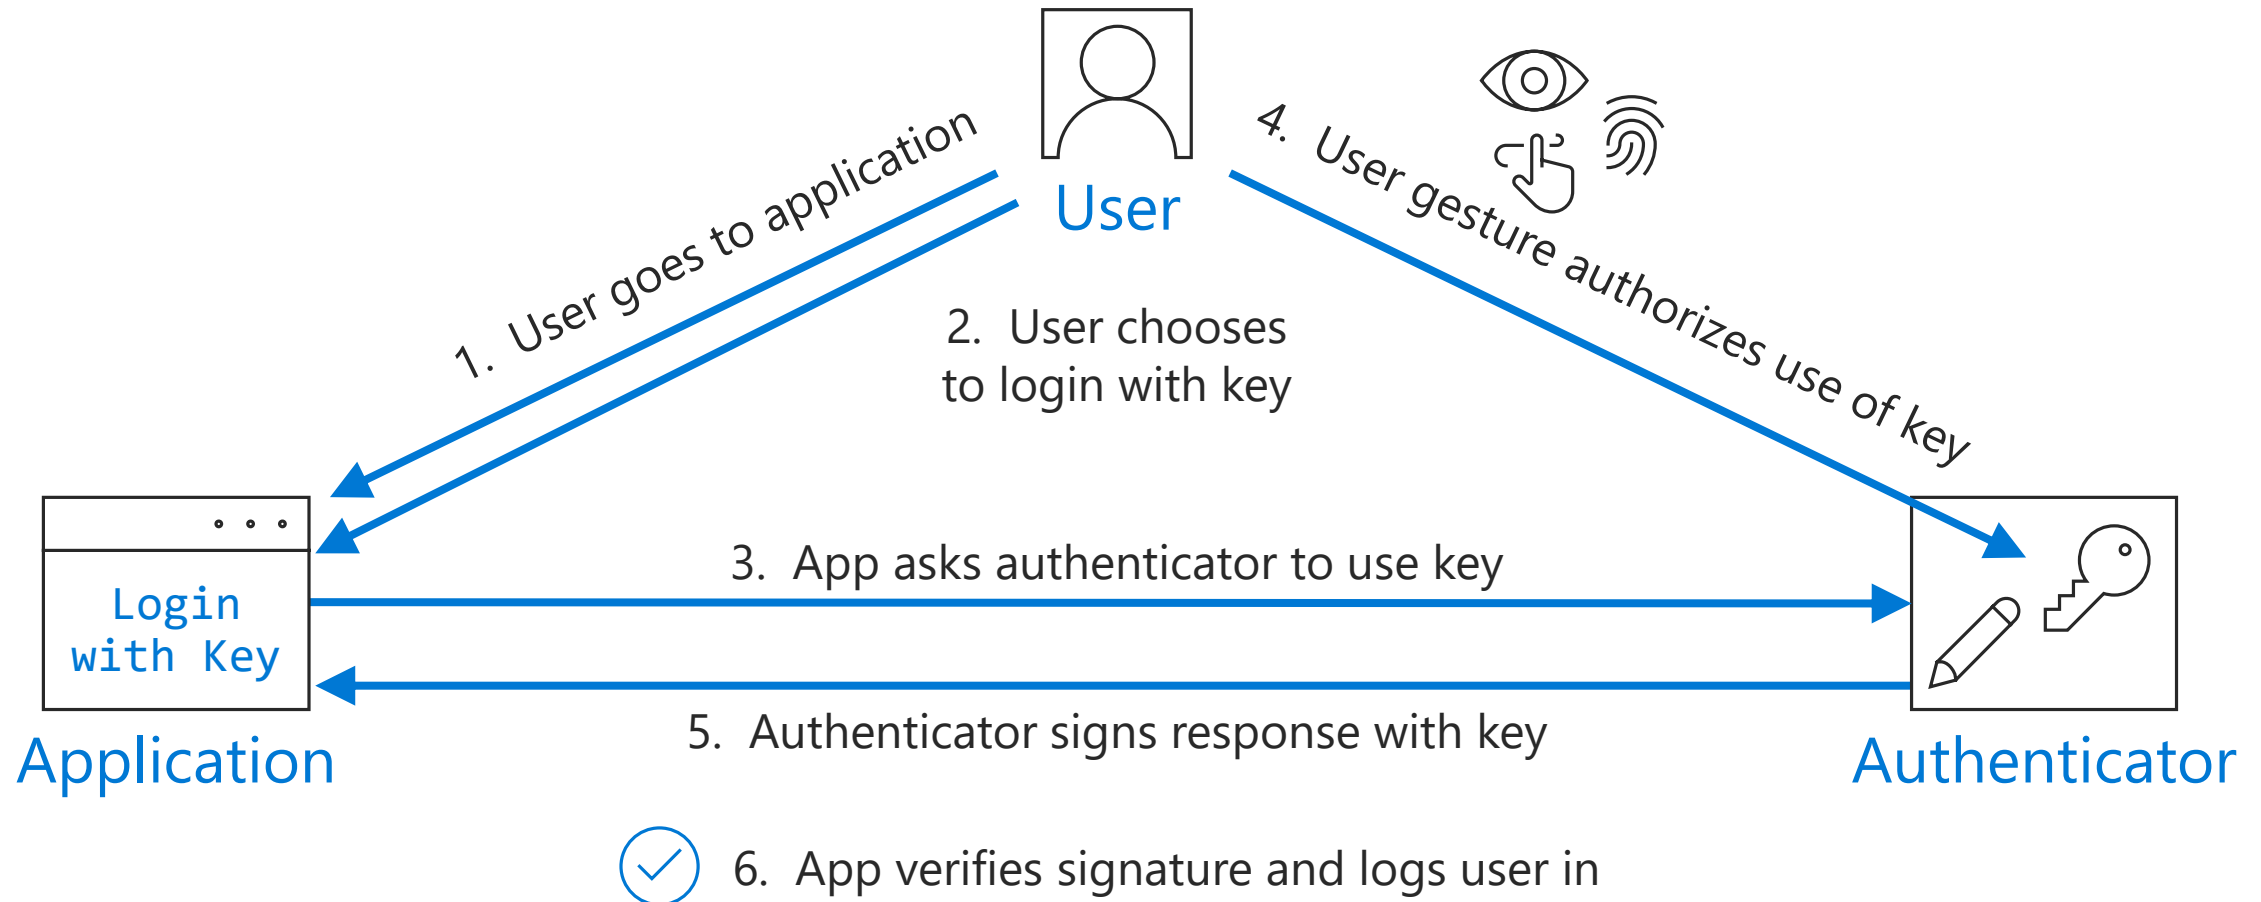 User
1. User goes to application
4. User gesture authorizes use of key
2. User chooses
to login with key
3. App asks authenticator to use key
Login
with Key
5. Authenticator signs response with key
Application
Authenticator
6. App verifies signature and logs user in